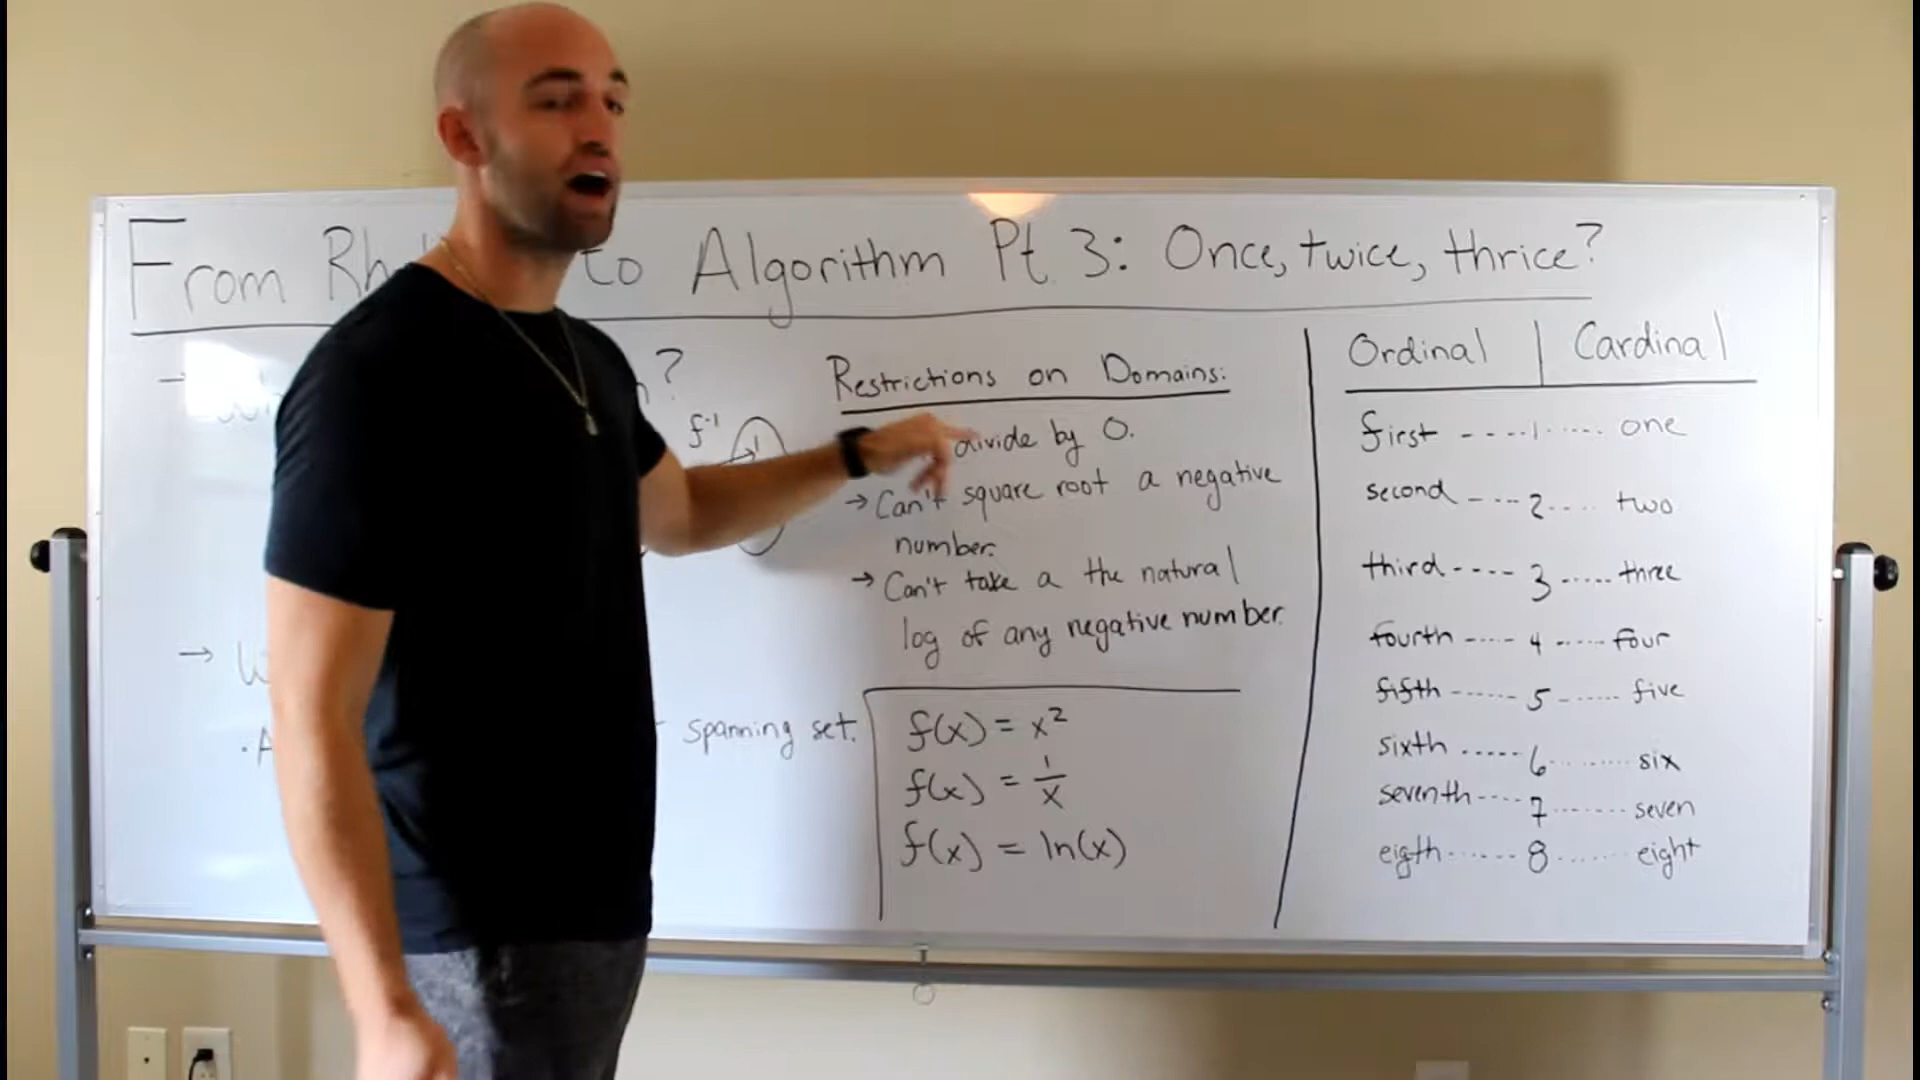 From to Algorithm Pt. 3: Once, twice, thrice?
f⁻¹
1
spanning set.
Restrictions on Domains:
divide by 0.
→ Can't square root a negative
number.
→ Can't take a the natural
log of any negative number.
f(x) = x²
f(x) = 1/x
f(x) = ln(x)
Ordinal | Cardinal
first ----1----- one
second ----2---- two
third ---- 3 ----- three
fourth ----- 4 ----- four
fifth ------ 5 ------ five
sixth ----- 6 -------- six
seventh ---- 7 ------- seven
eigth ------ 8 ------ eight